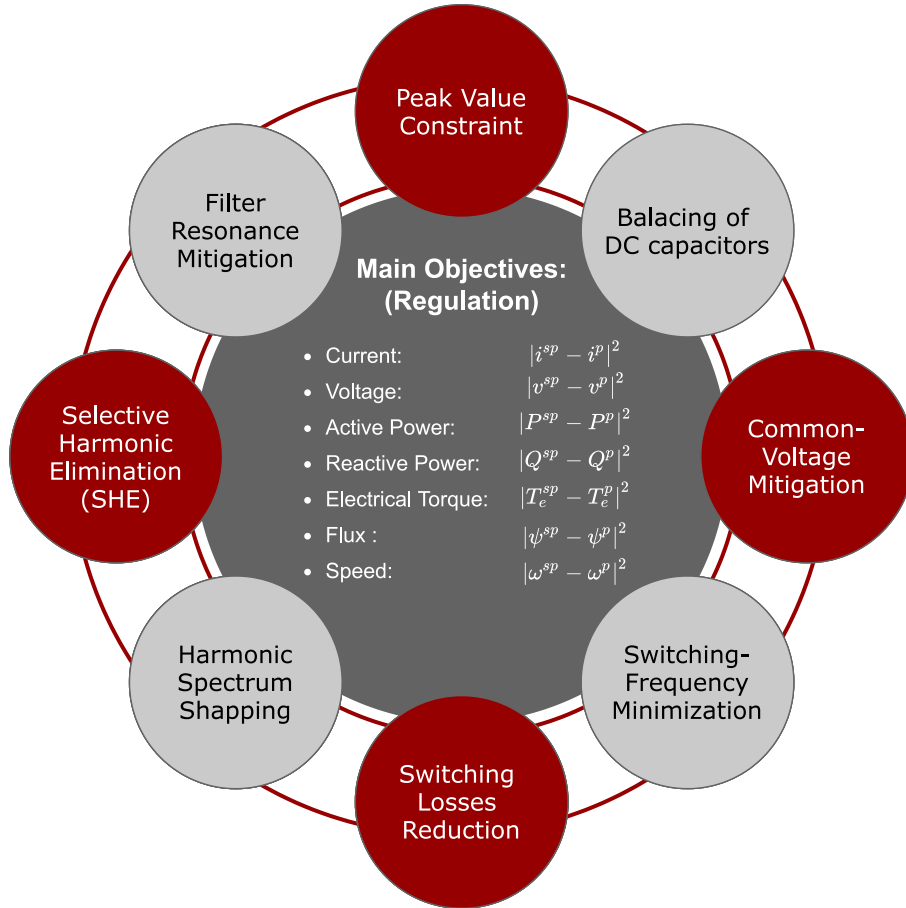 Peak Value
Constraint
Filter
Resonance
Mitigation
Balacing of
DC capacitors
Main Objectives:
(Regulation)
• Current: |i^{sp} − i^{p}|^2
• Voltage: |v^{sp} − v^{p}|^2
• Active Power: |P^{sp} − P^{p}|^2
• Reactive Power: |Q^{sp} − Q^{p}|^2
• Electrical Torque: |T_e^{sp} − T_e^{p}|^2
• Flux : |ψ^{sp} − ψ^{p}|^2
• Speed: |ω^{sp} − ω^{p}|^2
Selective
Harmonic
Elimination
(SHE)
Common-
Voltage
Mitigation
Harmonic
Spectrum
Shapping
Switching-
Frequency
Minimization
Switching
Losses
Reduction